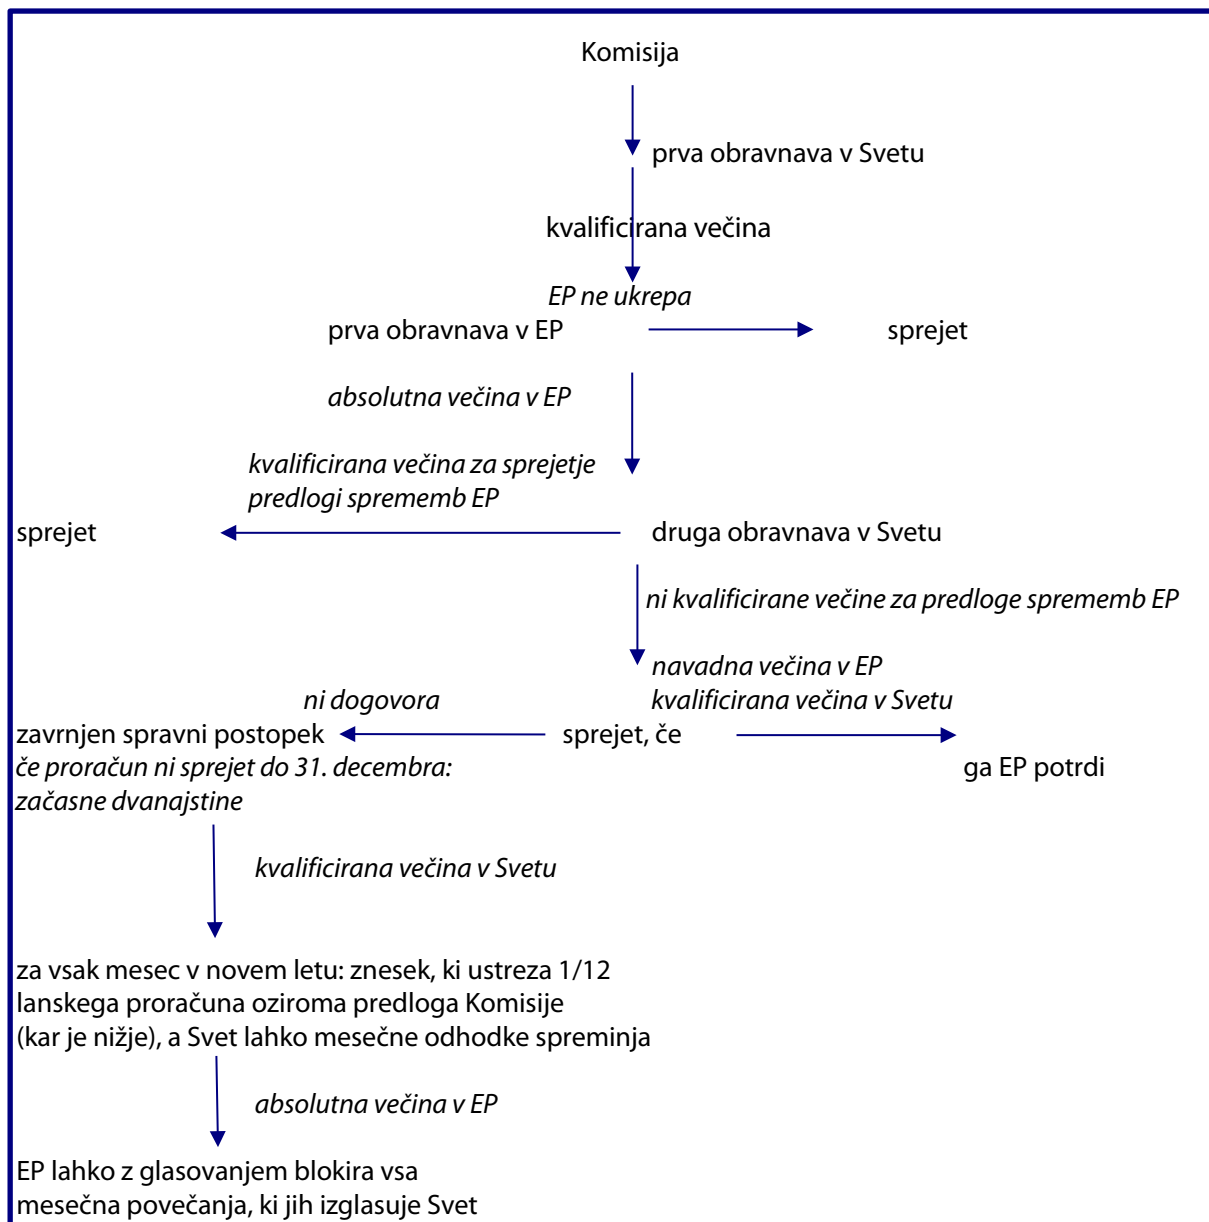 Komisija
prva obravnava v Svetu
kvalificirana večina
EP ne ukrepa
prva obravnava v EP
sprejet
absolutna večina v EP
kvalificirana večina za sprejetje
predlogi sprememb EP
sprejet
druga obravnava v Svetu
ni kvalificirane večine za predloge sprememb EP
navadna večina v EP
kvalificirana večina v Svetu
ni dogovora
zavrnjen spravni postopek
sprejet, če
ga EP potrdi
če proračun ni sprejet do 31. decembra:
začasne dvanajstine
kvalificirana večina v Svetu
za vsak mesec v novem letu: znesek, ki ustreza 1/12
lanskega proračuna oziroma predloga Komisije
(kar je nižje), a Svet lahko mesečne odhodke spreminja
absolutna večina v EP
EP lahko z glasovanjem blokira vsa
mesečna povečanja, ki jih izglasuje Svet